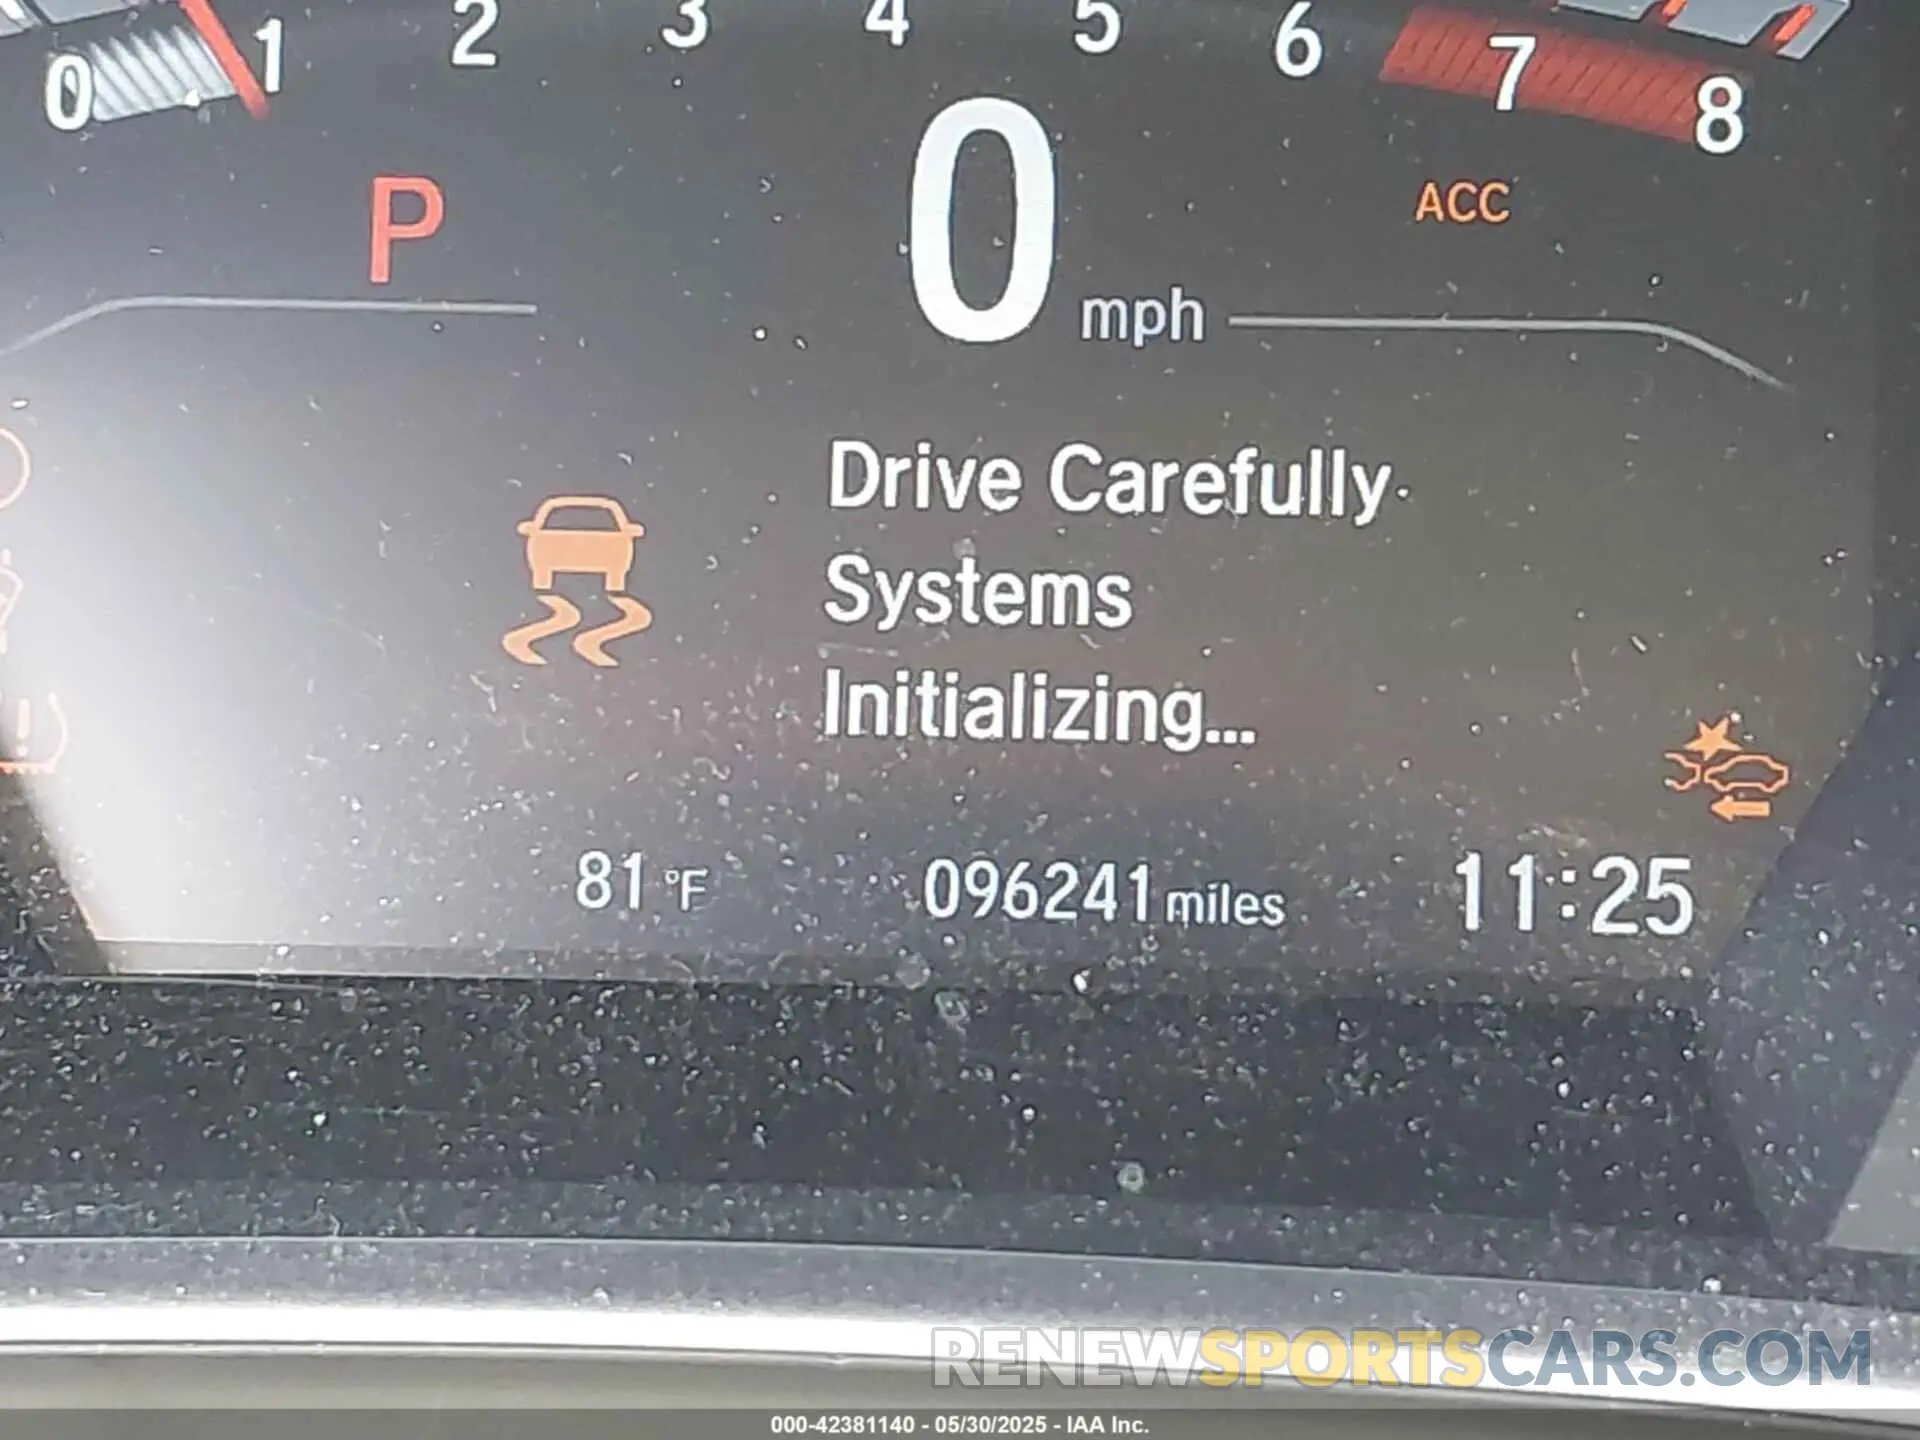 0 1 2 3 4 5 6 7 8
P
0 mph
ACC
Drive Carefully
Systems
Initializing...
81 °F
096241 miles
11:25
RENEWSPORTSCARS.COM
000-42381140 - 05/30/2025 - IAA Inc.